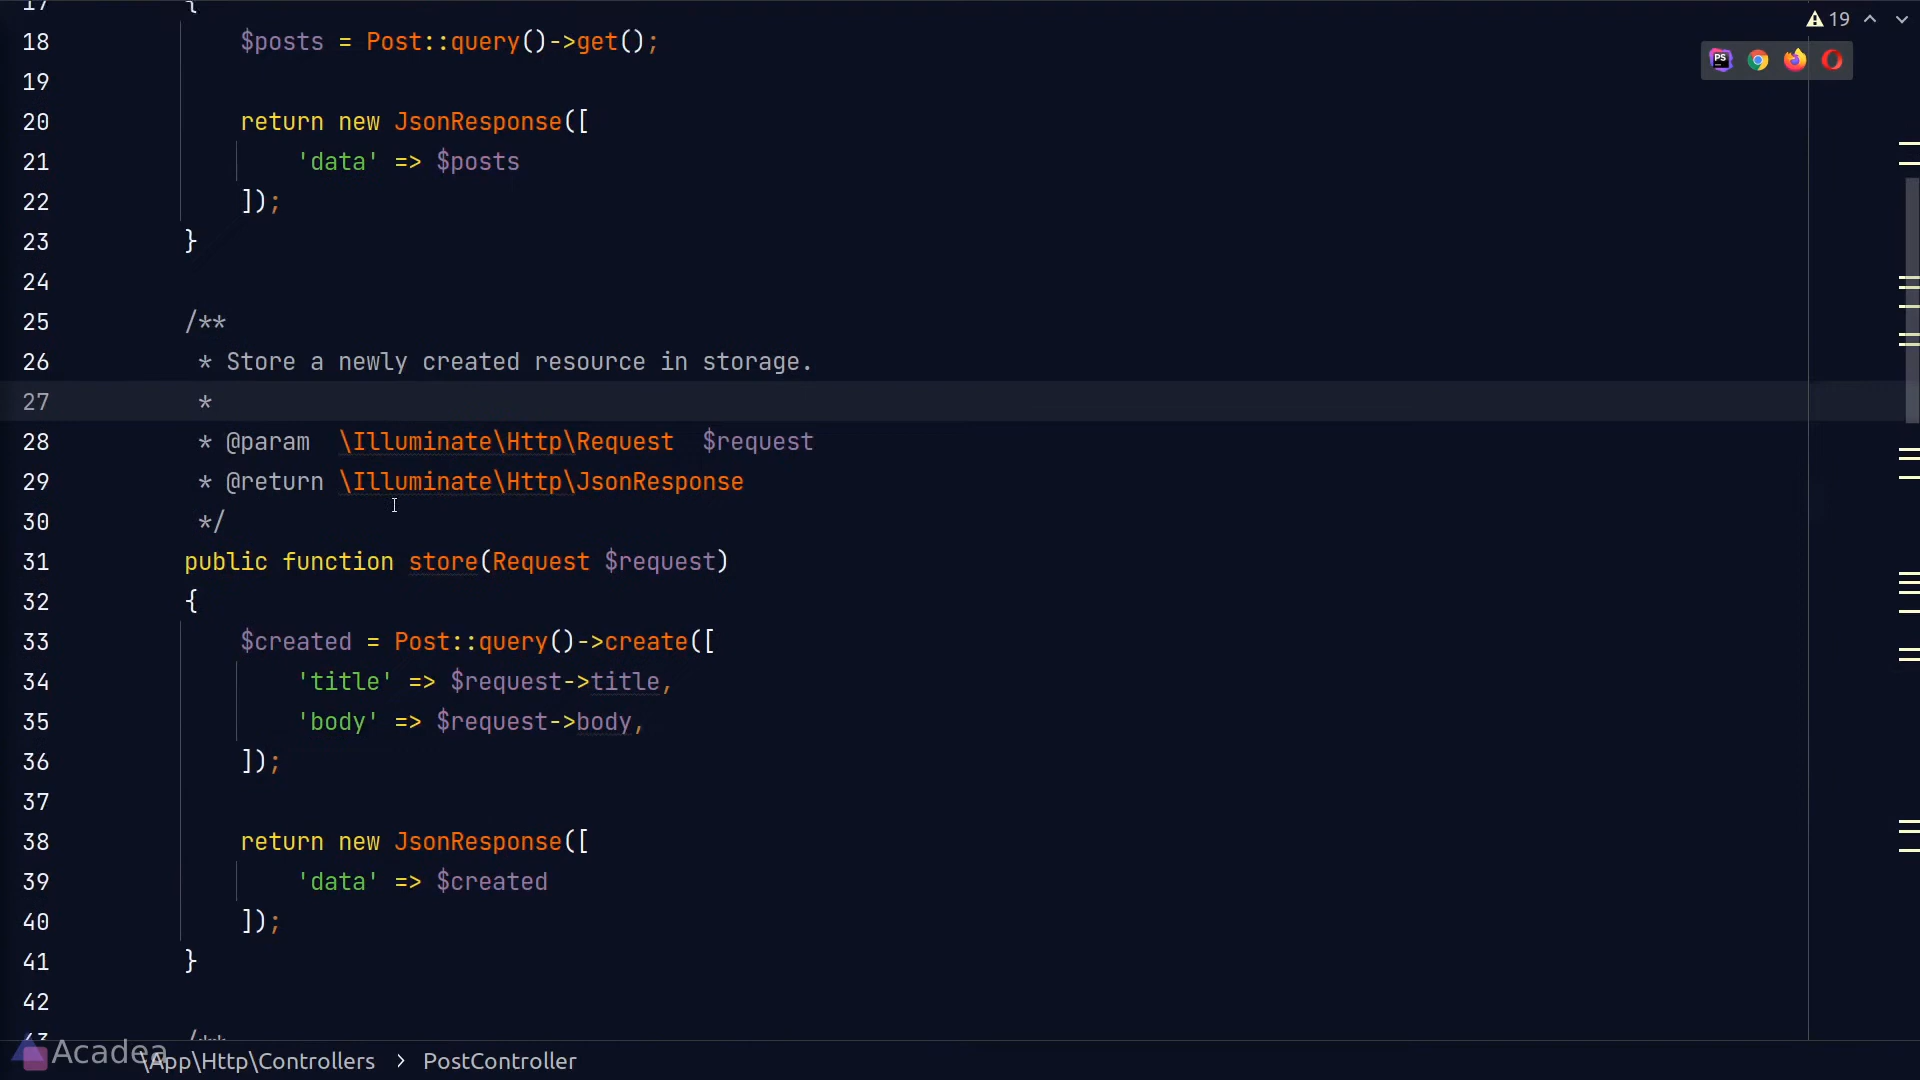 19
17 {
18 $posts = Post::query()->get();
19
20 return new JsonResponse([
21 'data' => $posts
22 ]);
23 }
24
25 /**
26 * Store a newly created resource in storage.
27 *
28 * @param  \Illuminate\Http\Request  $request
29 * @return \Illuminate\Http\JsonResponse
30 */
31 public function store(Request $request)
32 {
33 $created = Post::query()->create([
34 'title' => $request->title,
35 'body' => $request->body,
36 ]);
37
38 return new JsonResponse([
39 'data' => $created
40 ]);
41 }
42
43 /**
Acadea
\App\Http\Controllers > PostController